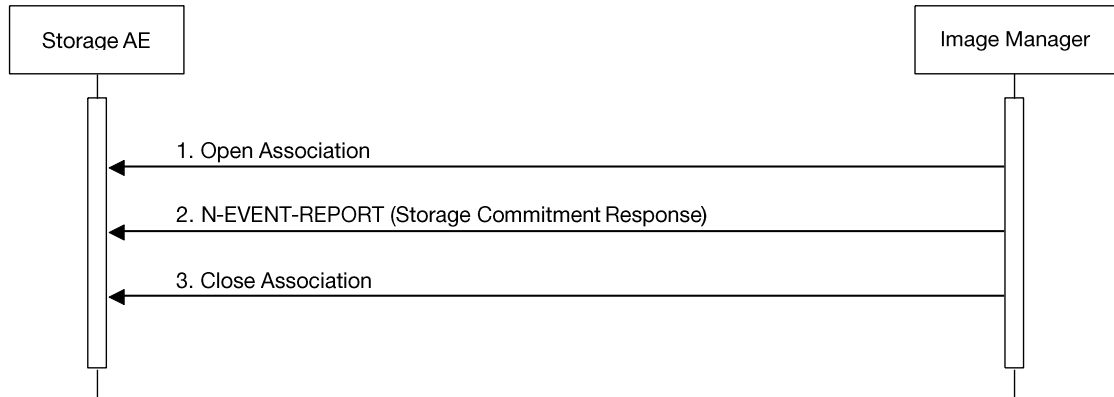 Storage AE
Image Manager
1. Open Association
2. N-EVENT-REPORT (Storage Commitment Response)
3. Close Association